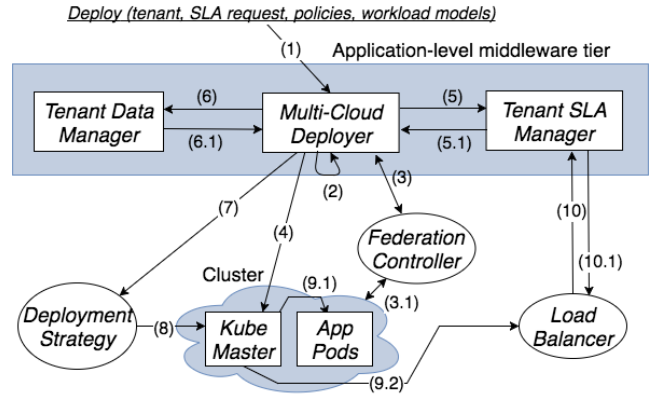 Deploy (tenant, SLA request, policies, workload models)
(1)
Application-level middleware tier
Tenant Data
Manager
(6)
(6.1)
Multi-Cloud
Deployer
(5)
(5.1)
Tenant SLA
Manager
(2)
(3)
(7)
(4)
(10)
(10.1)
Federation
Controller
Cluster
(9.1)
(3.1)
Deployment
Strategy
(8)
Kube
Master
App
Pods
Load
Balancer
(9.2)